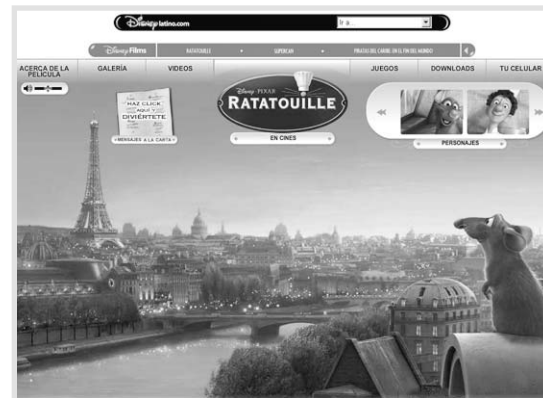 Disney latino.com
Ir a...
Disney Films
RATATOUILLE
SUPERCAN
PIRATAS DEL CARIBE: EN EL FIN DEL MUNDO
ACERCA DE LA
PELÍCULA
GALERÍA
VIDEOS
JUEGOS
DOWNLOADS
TU CELULAR
HAZ CLICK
AQUÍ Y
DIVIÉRTETE
MENSAJES A LA CARTA
Disney · PIXAR
RATATOUILLE
EN CINES
PERSONAJES